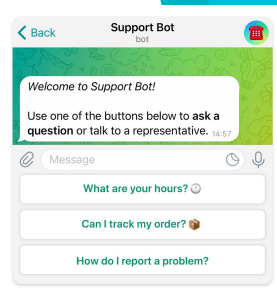 Back
Support Bot
bot
Welcome to Support Bot!
Use one of the buttons below to ask a
question or talk to a representative. 14:57
Message
What are your hours? 🕗
Can I track my order? 📦
How do I report a problem?